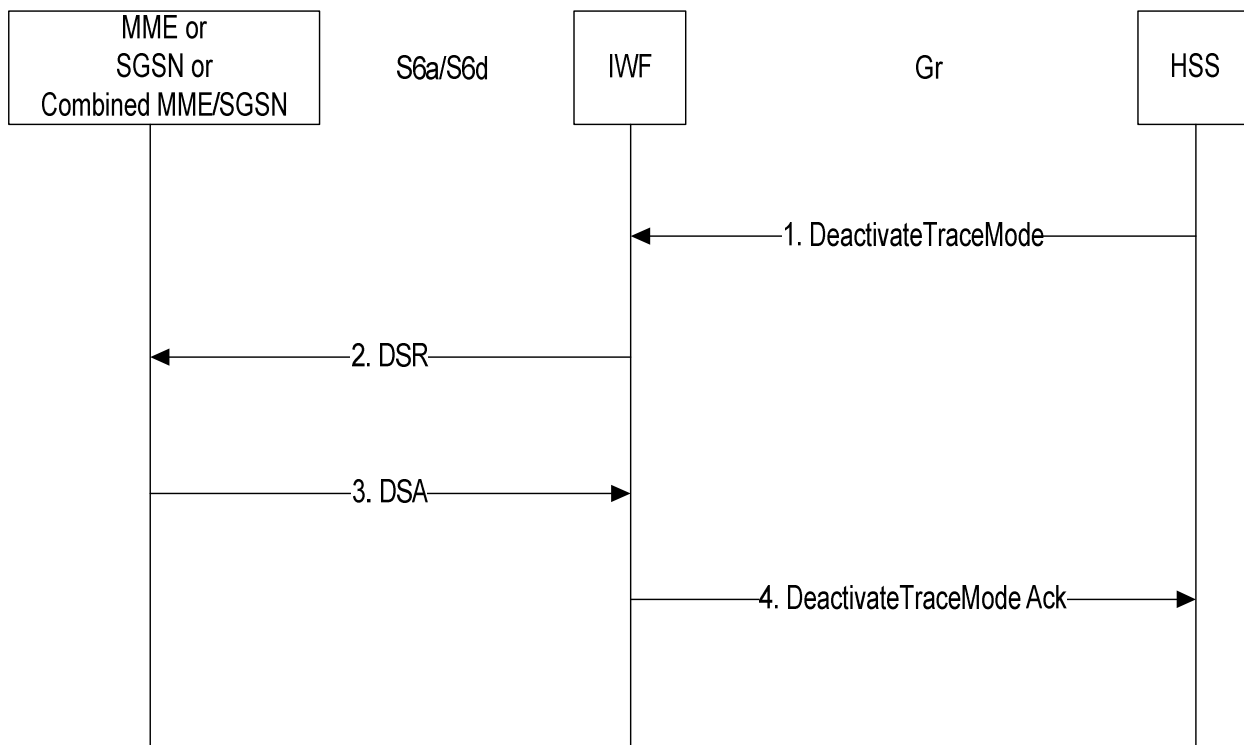 MME or
SGSN or
Combined MME/SGSN
S6a/S6d
IWF
Gr
HSS
1. DeactivateTraceMode
2. DSR
3. DSA
4. DeactivateTraceMode Ack